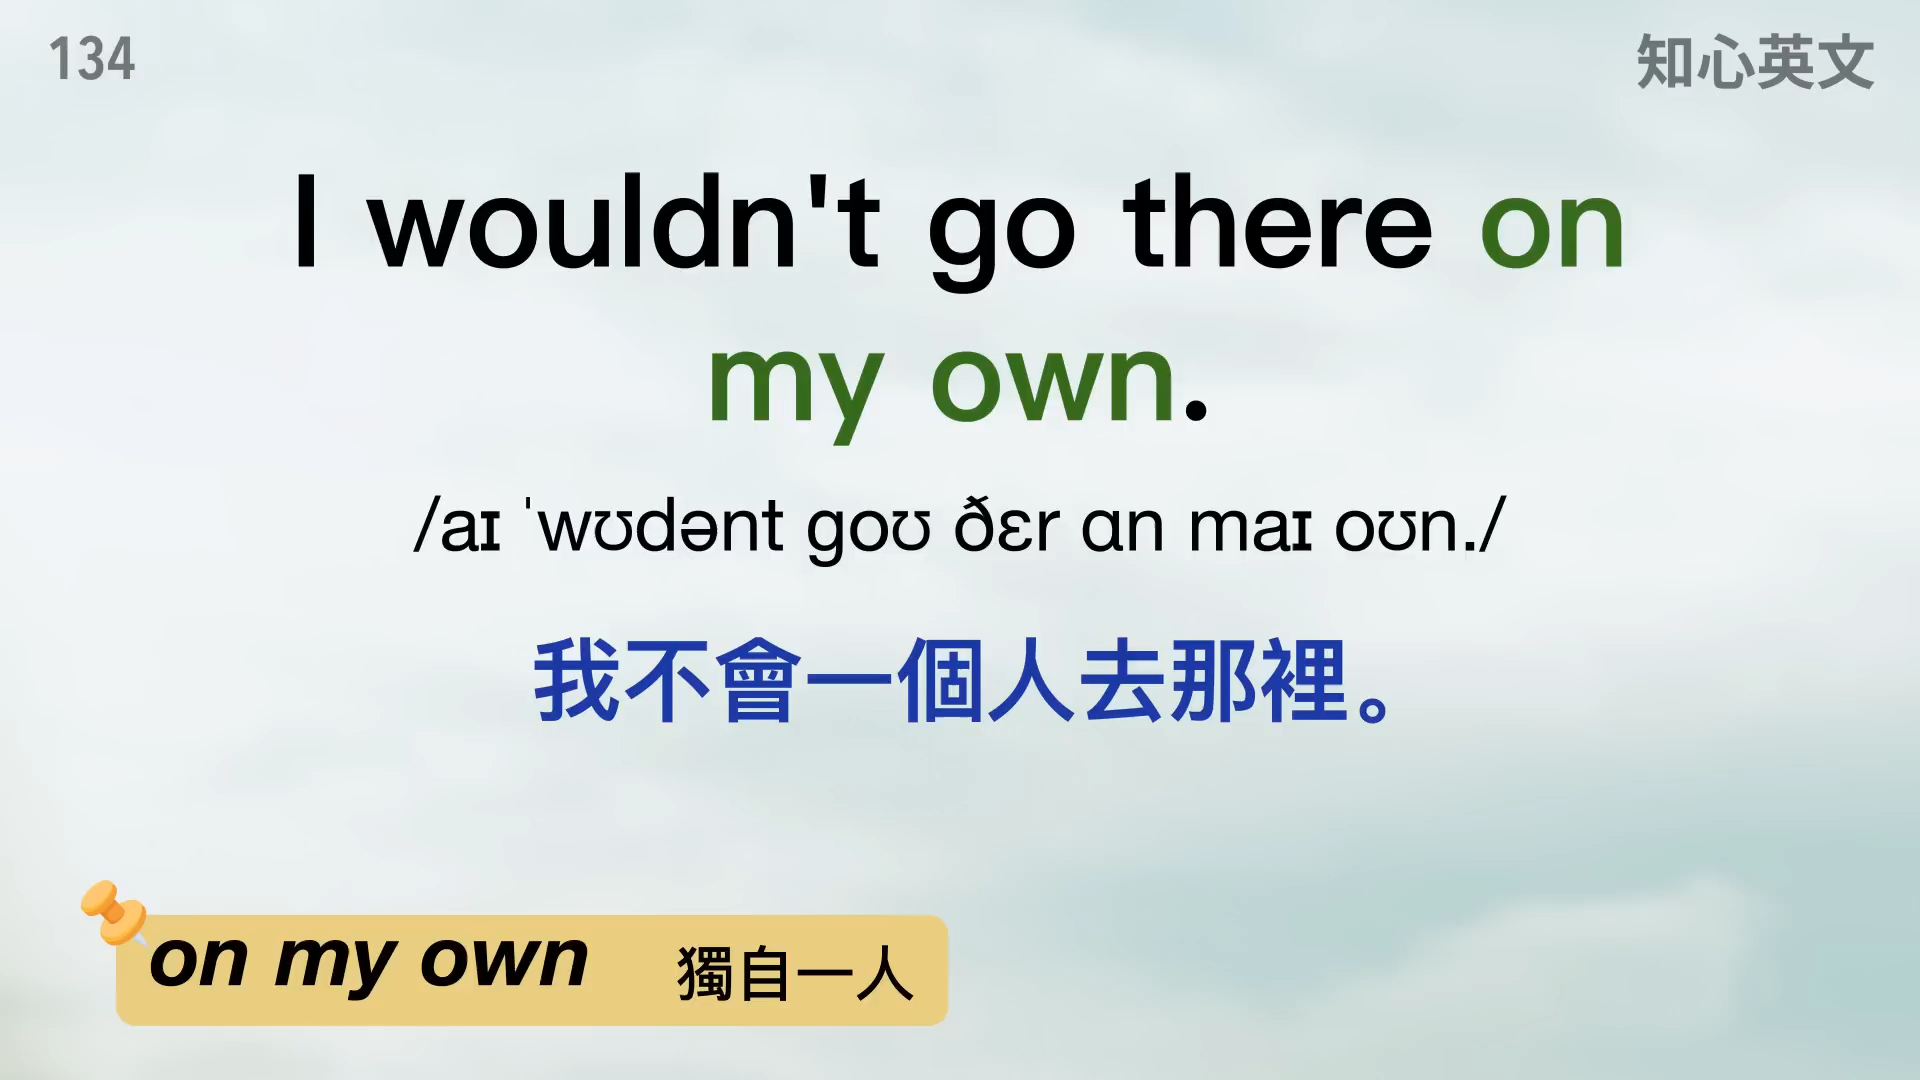 134
知心英文
I wouldn't go there on
my own.
/aɪ ˈwʊdənt goʊ ðɛr ɑn maɪ oʊn./
我不會一個人去那裡。
on my own 獨自一人